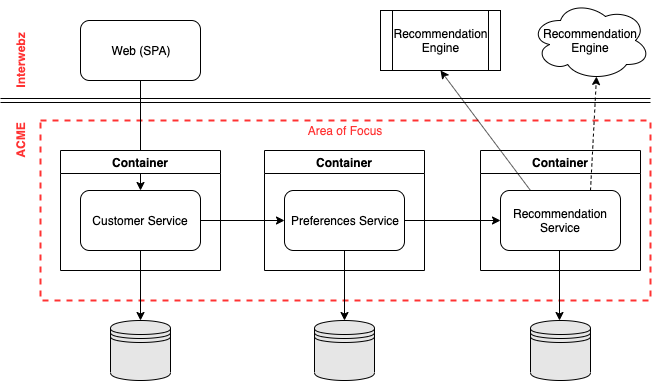 Interwebz
Web (SPA)
Recommendation
Engine
Recommendation
Engine
ACME
Area of Focus
Container
Container
Container
Customer Service
Preferences Service
Recommendation
Service